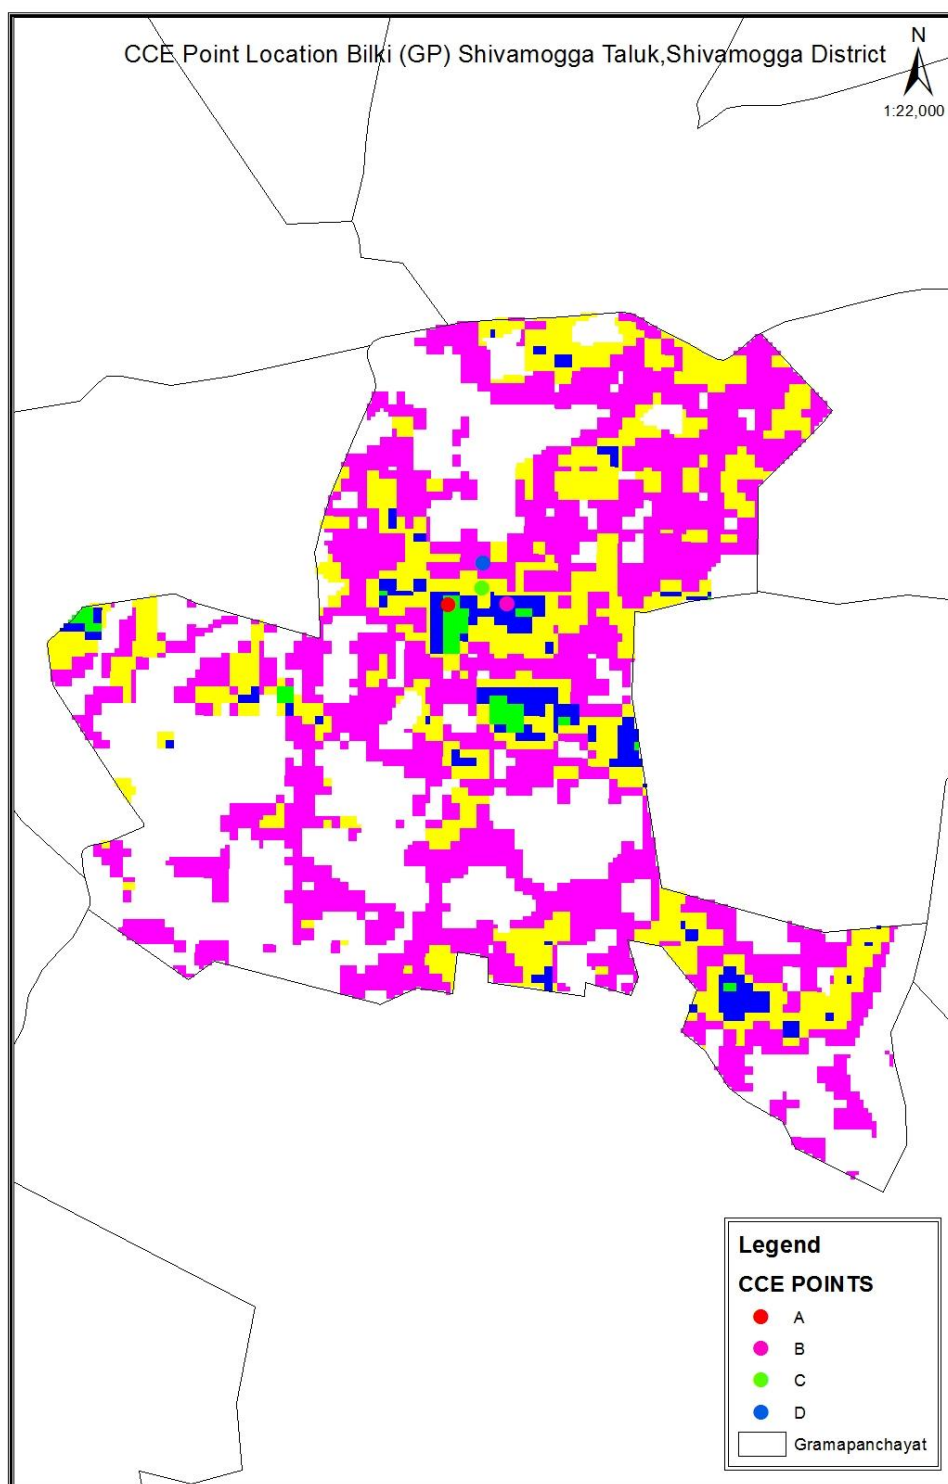 CCE Point Location Bilki (GP) Shivamogga Taluk,Shivamogga District
N
1:22,000
Legend
CCE POINTS
A
B
C
D
Gramapanchayat